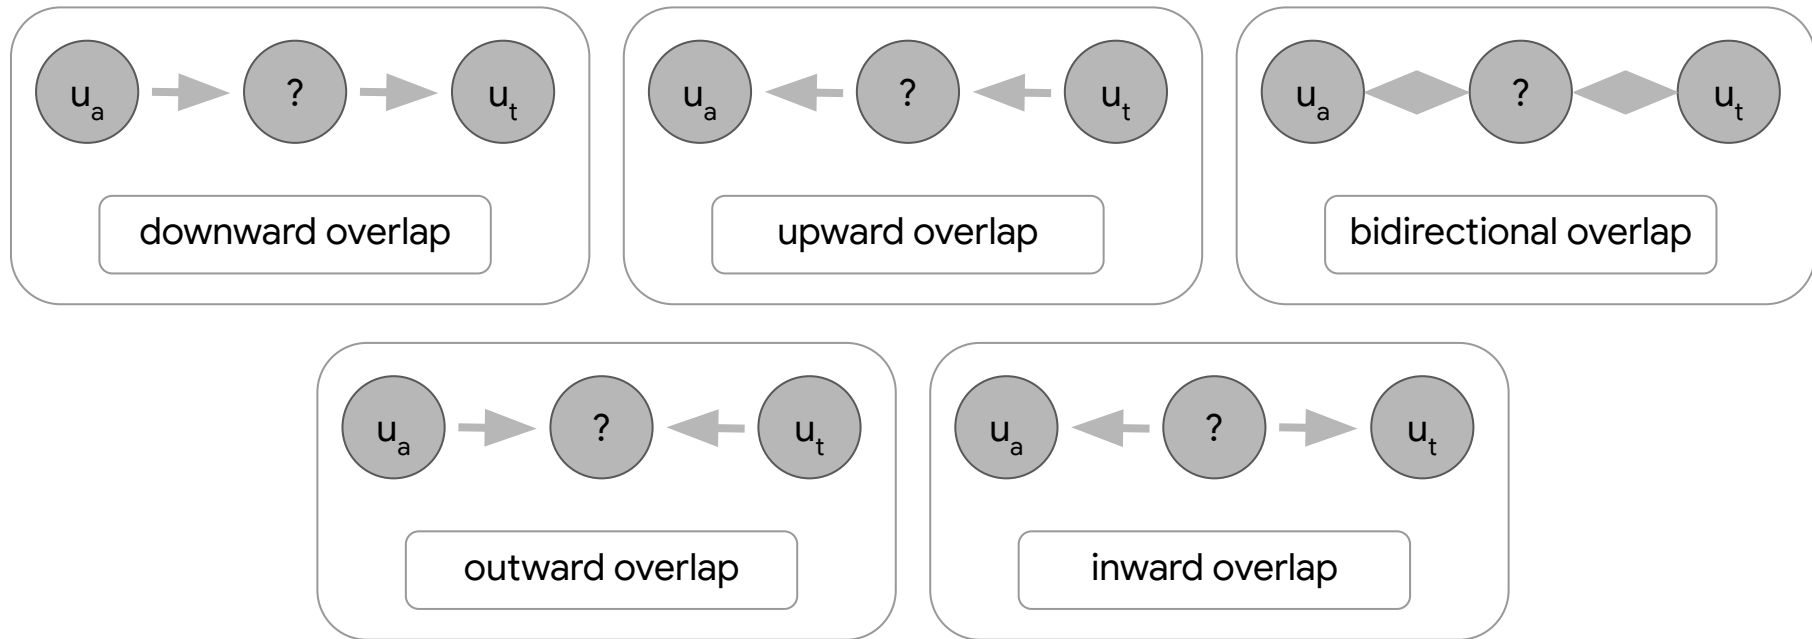 u_a ? u_t
u_a ? u_t
u_a ? u_t
downward overlap
upward overlap
bidirectional overlap
u_a ? u_t
u_a ? u_t
outward overlap
inward overlap